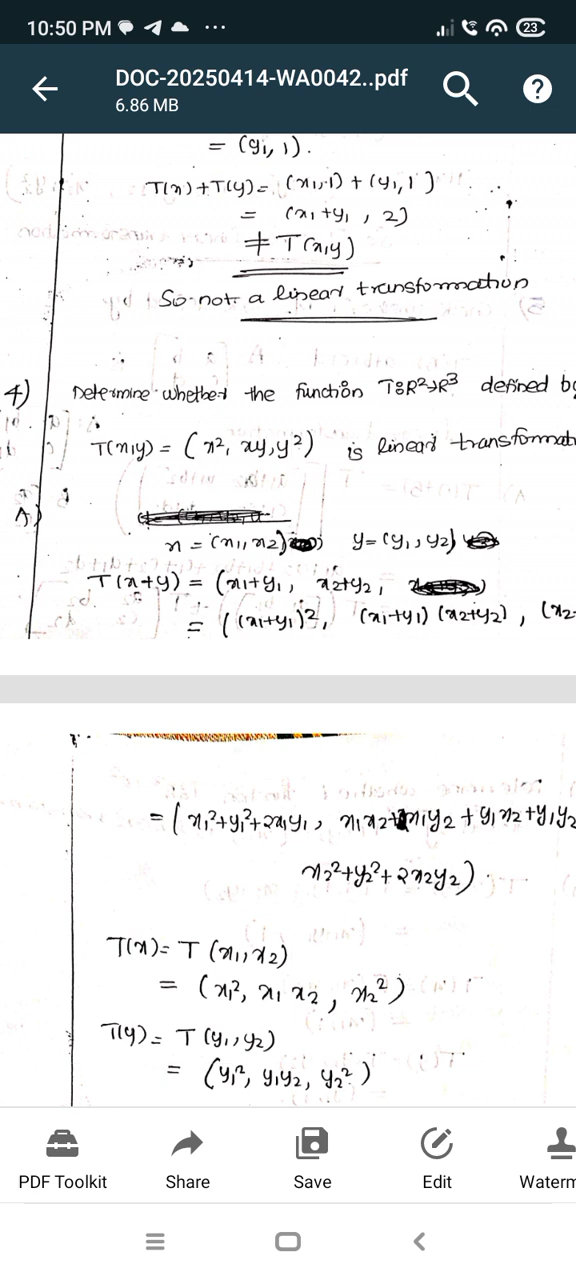 10:50 PM
23
DOC-20250414-WA0042..pdf
6.86 MB
= (y1, 1).
T(x)+T(y)= (x1,1) + (y1,1)
= (x1+y1, 2)
≠ T(x,y)
So not a linear transformation
4) Determine whether the function T:R²→R³ defined by
T(x,y) = (x², xy, y²) is linear transformat
A)
x = (x1, x2) y = (y1, y2)
T(x+y) = (x1+y1, x2+y2,
= ((x1+y1)², (x1+y1)(x2+y2), (x2
= (x1²+y1²+2x1y1, x1x2+x1y2+y1x2+y1y2
x2²+y2²+2x2y2).
T(x)= T(x1,x2)
= (x1², x1x2, x2²)
T(y)= T(y1,y2)
= (y1², y1y2, y2²)
PDF Toolkit Share Save Edit Waterm